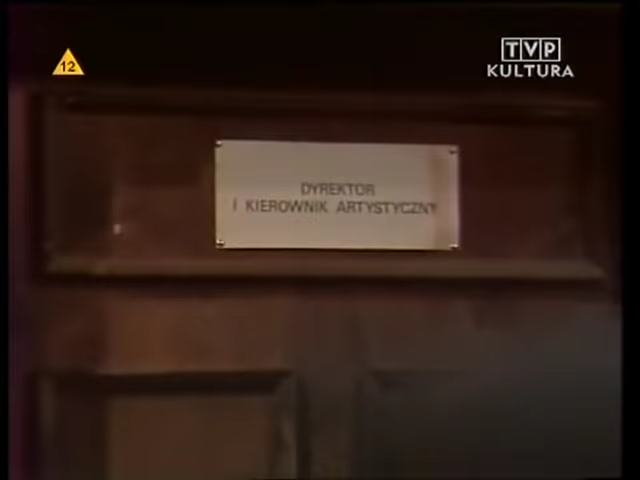 12
TVP
KULTURA
DYREKTOR
I KIEROWNIK ARTYSTYCZNY